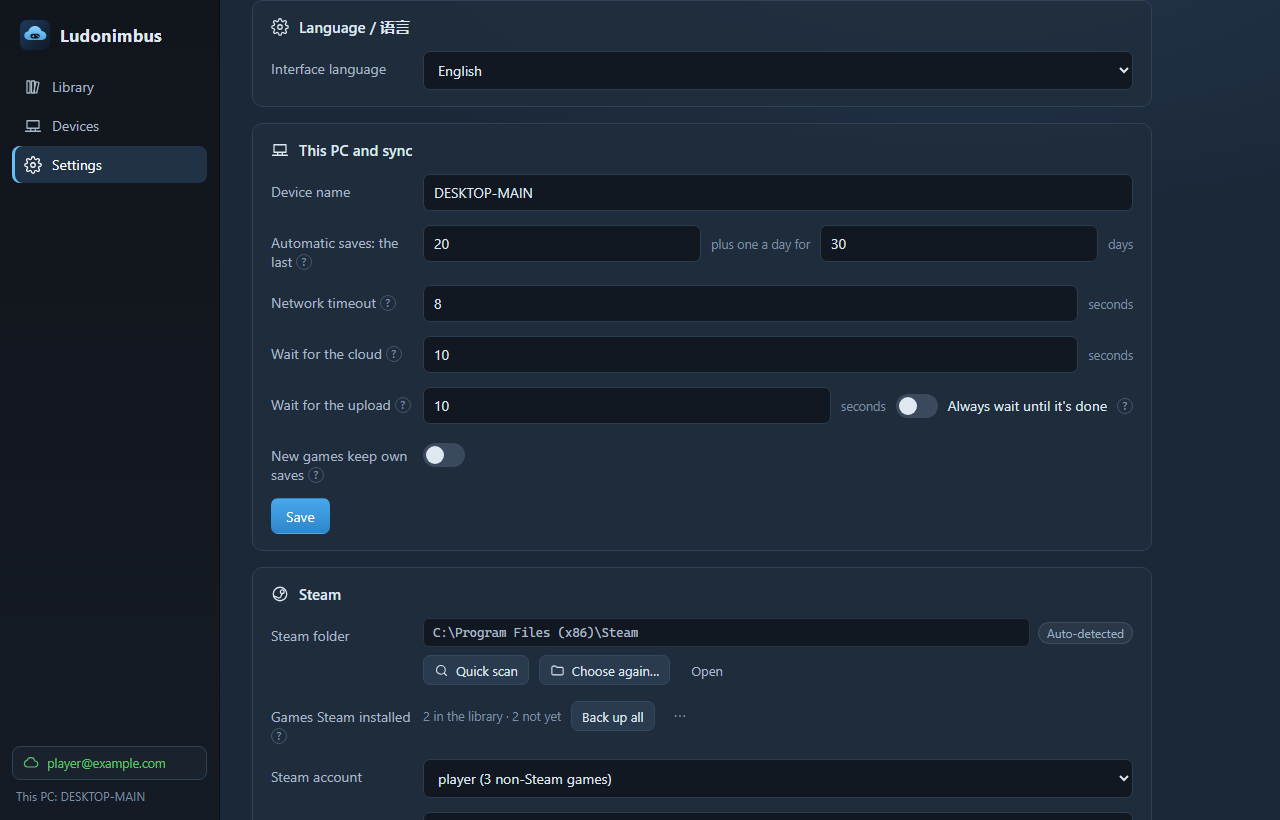 Ludonimbus
Library
Devices
Settings
player@example.com
This PC: DESKTOP-MAIN
Language / 语言
Interface language
English
This PC and sync
Device name
DESKTOP-MAIN
Automatic saves: the last ?
20
plus one a day for
30
days
Network timeout ?
8
seconds
Wait for the cloud ?
10
seconds
Wait for the upload ?
10
seconds
Always wait until it's done ?
New games keep own saves ?
Save
Steam
Steam folder
C:\Program Files (x86)\Steam
Auto-detected
Quick scan
Choose again...
Open
Games Steam installed ?
2 in the library · 2 not yet
Back up all
···
Steam account
player (3 non-Steam games)